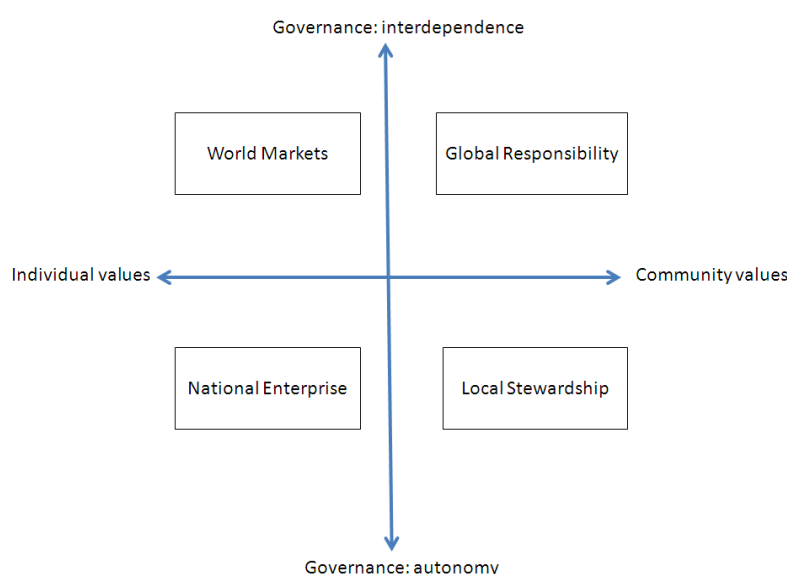 Governance: interdependence
World Markets
Global Responsibility
Individual values
Community values
National Enterprise
Local Stewardship
Governance: autonomy